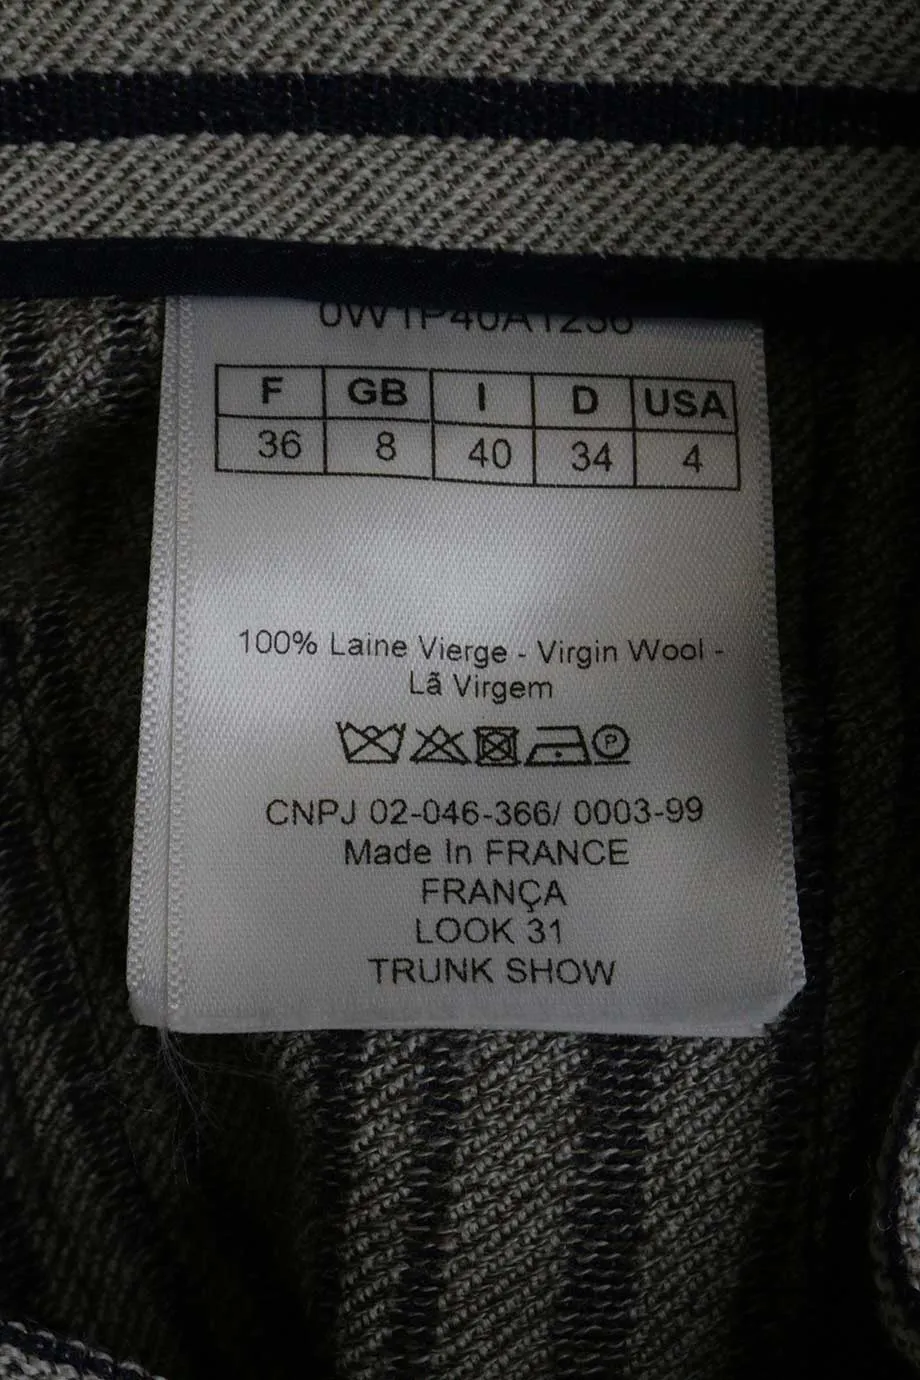 0W1P40A1236
F GB I D USA
36 8 40 34 4
100% Laine Vierge - Virgin Wool -
Lã Virgem
P
CNPJ 02-046-366/ 0003-99
Made In FRANCE
FRANÇA
LOOK 31
TRUNK SHOW